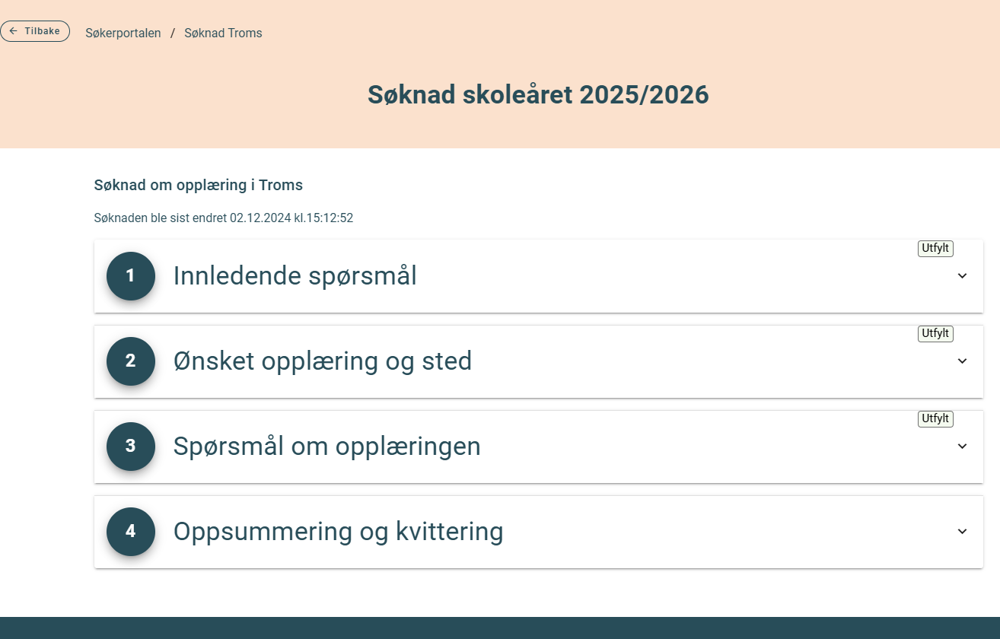 Tilbake
Søkerportalen / Søknad Troms
Søknad skoleåret 2025/2026
Søknad om opplæring i Troms
Søknaden ble sist endret 02.12.2024 kl.15:12:52
Utfylt
1 Innledende spørsmål
Utfylt
2 Ønsket opplæring og sted
Utfylt
3 Spørsmål om opplæringen
4 Oppsummering og kvittering